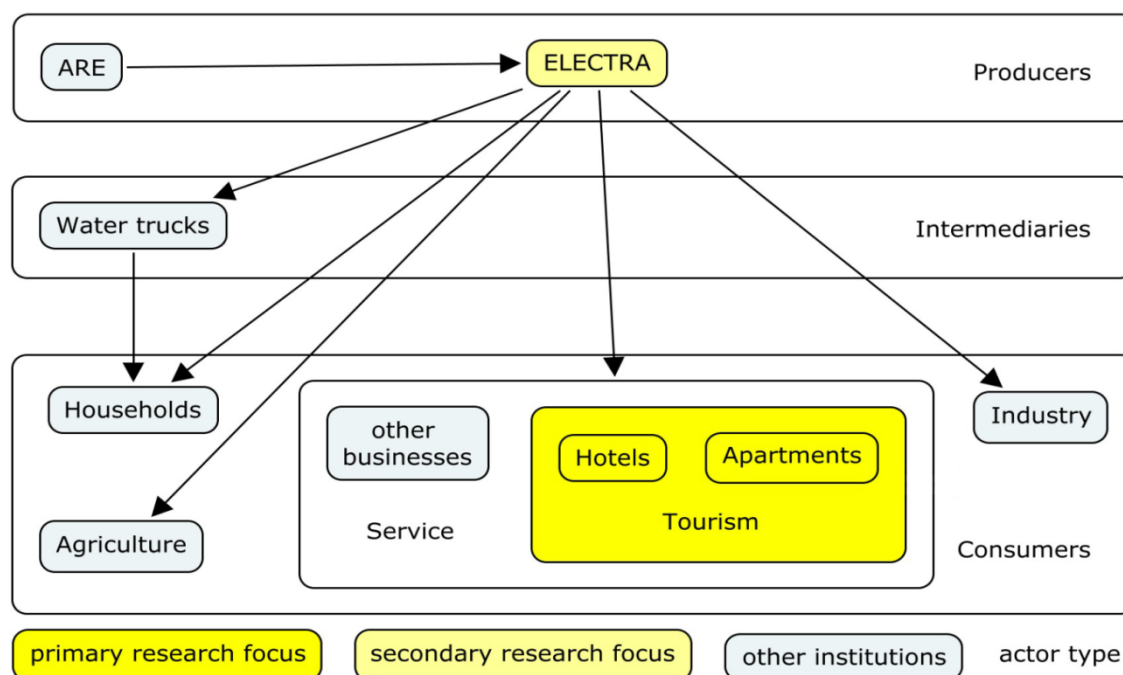 ARE
ELECTRA
Producers
Water trucks
Intermediaries
Households
other
businesses
Hotels
Apartments
Industry
Agriculture
Service
Tourism
Consumers
primary research focus
secondary research focus
other institutions
actor type